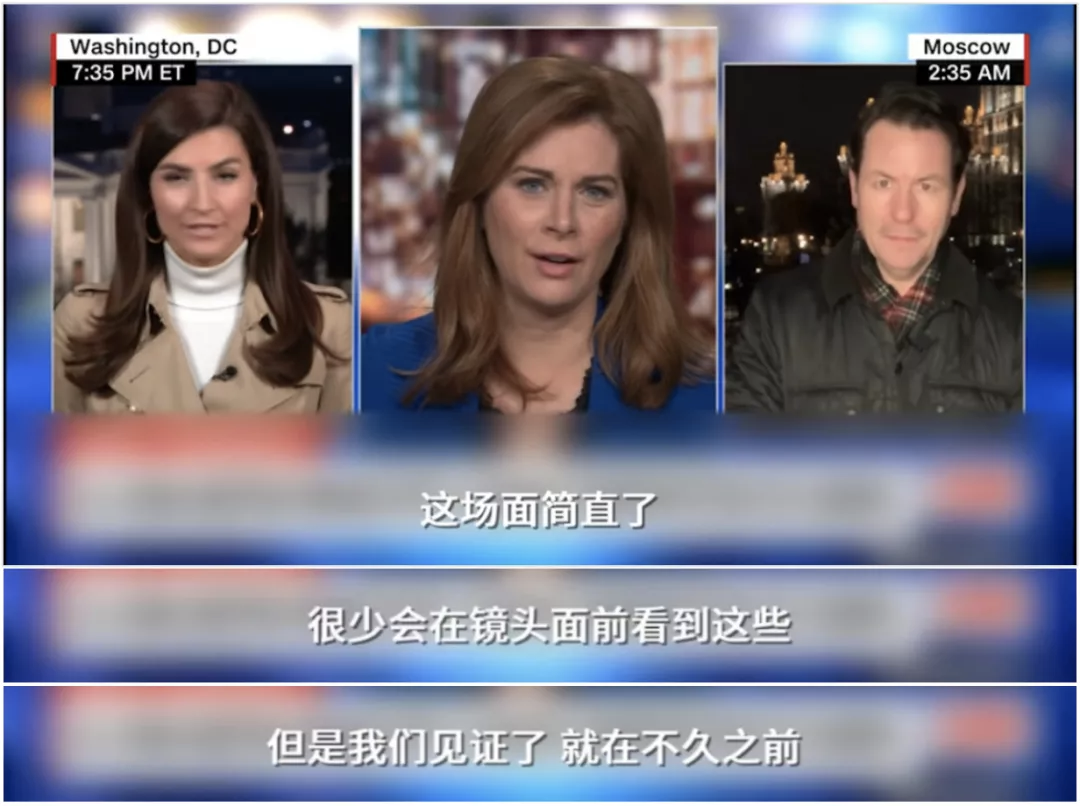 Washington, DC
7:35 PM ET
Moscow
2:35 AM
这场面简直了
很少会在镜头面前看到这些
但是我们见证了 就在不久之前